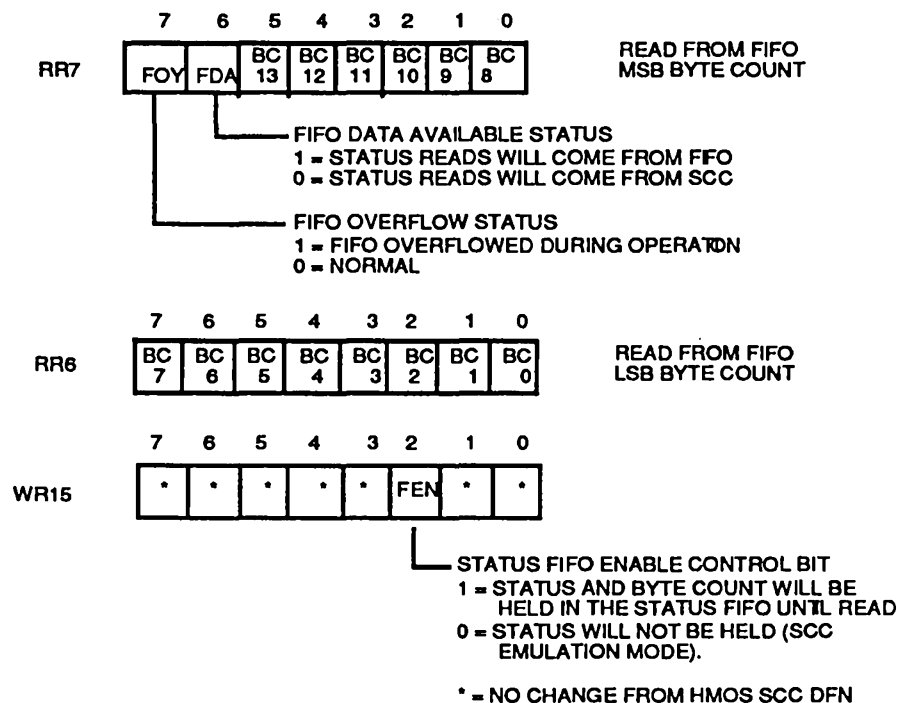 7 6 5 4 3 2 1 0
RR7 FOY FDA BC 13 BC 12 BC 11 BC 10 BC 9 BC 8
READ FROM FIFO
MSB BYTE COUNT
FIFO DATA AVAILABLE STATUS
1 = STATUS READS WILL COME FROM FIFO
0 = STATUS READS WILL COME FROM SCC
FIFO OVERFLOW STATUS
1 = FIFO OVERFLOWED DURING OPERATION
0 = NORMAL
7 6 5 4 3 2 1 0
RR6 BC 7 BC 6 BC 5 BC 4 BC 3 BC 2 BC 1 BC 0
READ FROM FIFO
LSB BYTE COUNT
7 6 5 4 3 2 1 0
WR15 * * * * * FEN * *
STATUS FIFO ENABLE CONTROL BIT
1 = STATUS AND BYTE COUNT WILL BE
HELD IN THE STATUS FIFO UNTIL READ
0 = STATUS WILL NOT BE HELD (SCC
EMULATION MODE).
* = NO CHANGE FROM HMOS SCC DFN